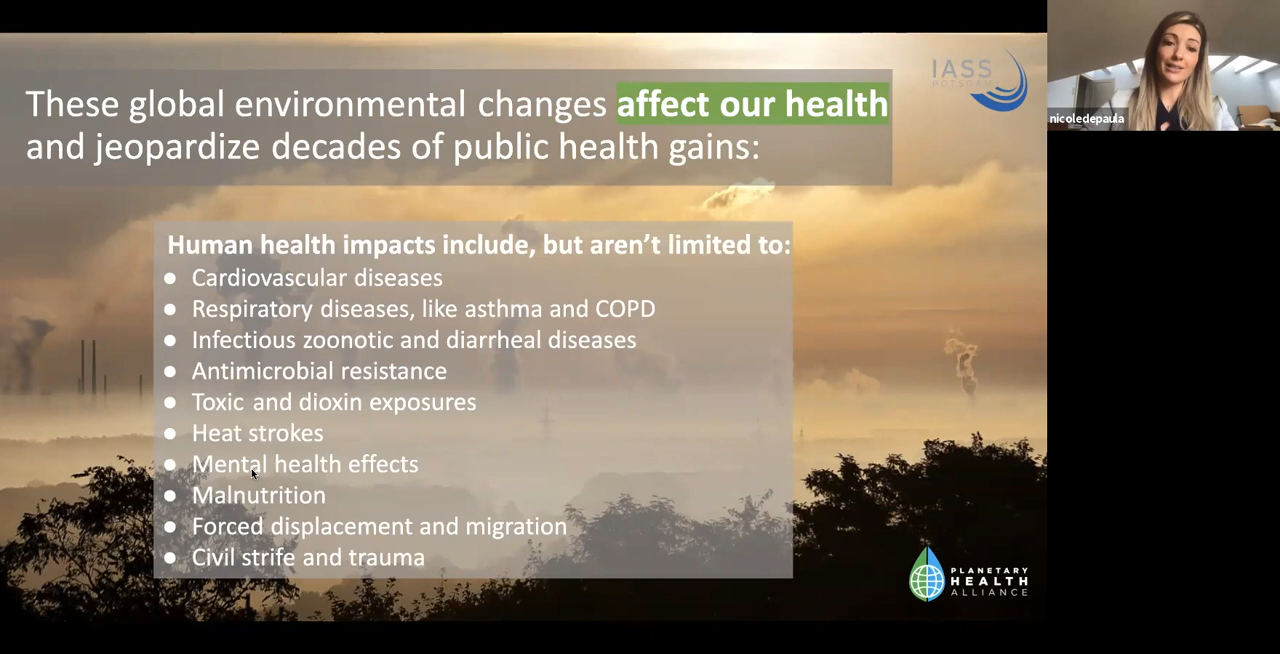 These global environmental changes affect our health
and jeopardize decades of public health gains:
IASS
POTSDAM
nicoledepaula
Human health impacts include, but aren’t limited to:
● Cardiovascular diseases
● Respiratory diseases, like asthma and COPD
● Infectious zoonotic and diarrheal diseases
● Antimicrobial resistance
● Toxic and dioxin exposures
● Heat strokes
● Mental health effects
● Malnutrition
● Forced displacement and migration
● Civil strife and trauma
PLANETARY
HEALTH
ALLIANCE